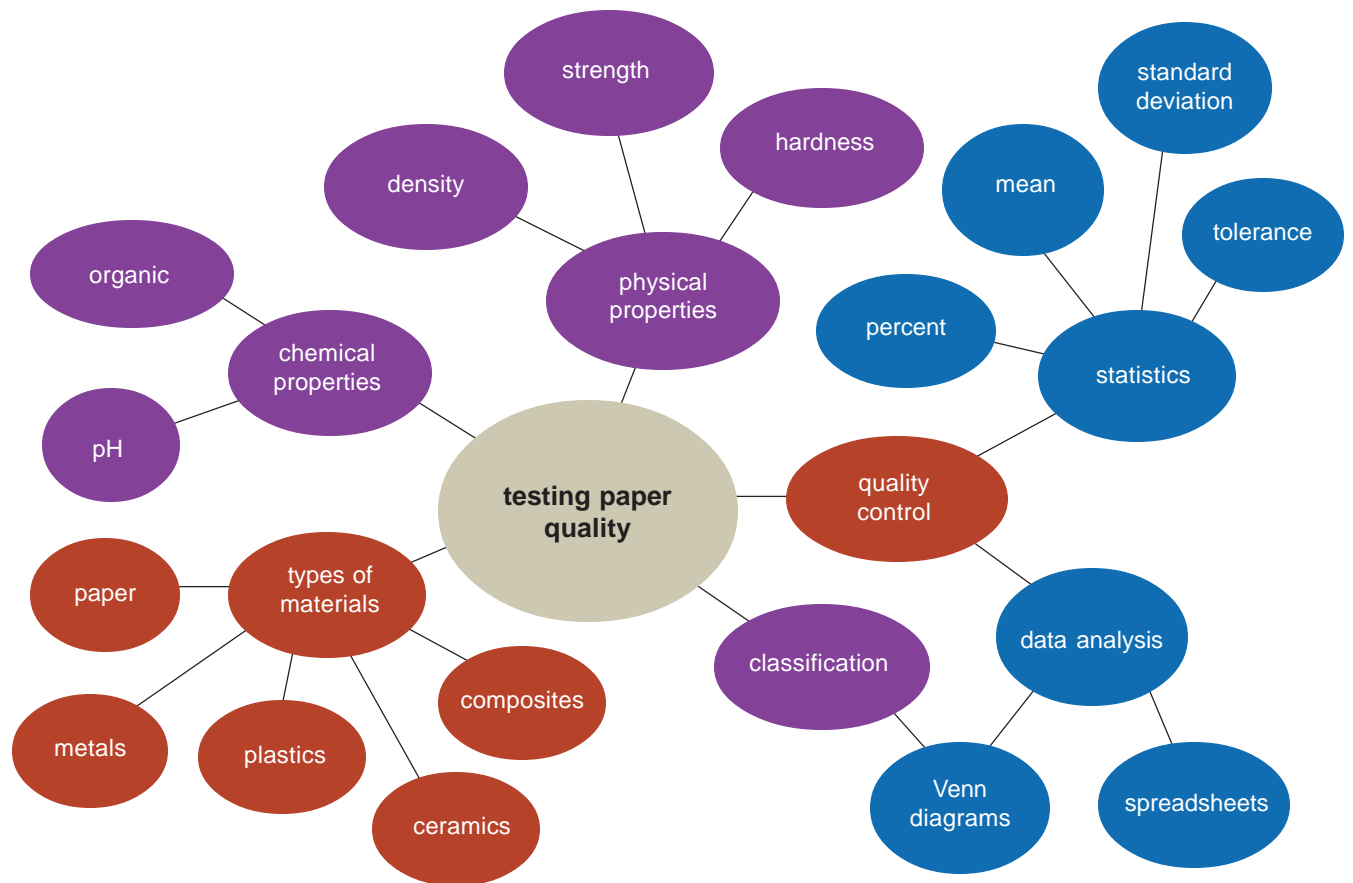 strength
standard
deviation
hardness
mean
density
tolerance
organic
physical
properties
percent
chemical
properties
statistics
pH
testing paper
quality
quality
control
types of
materials
paper
data analysis
classification
composites
metals
plastics
Venn
diagrams
spreadsheets
ceramics